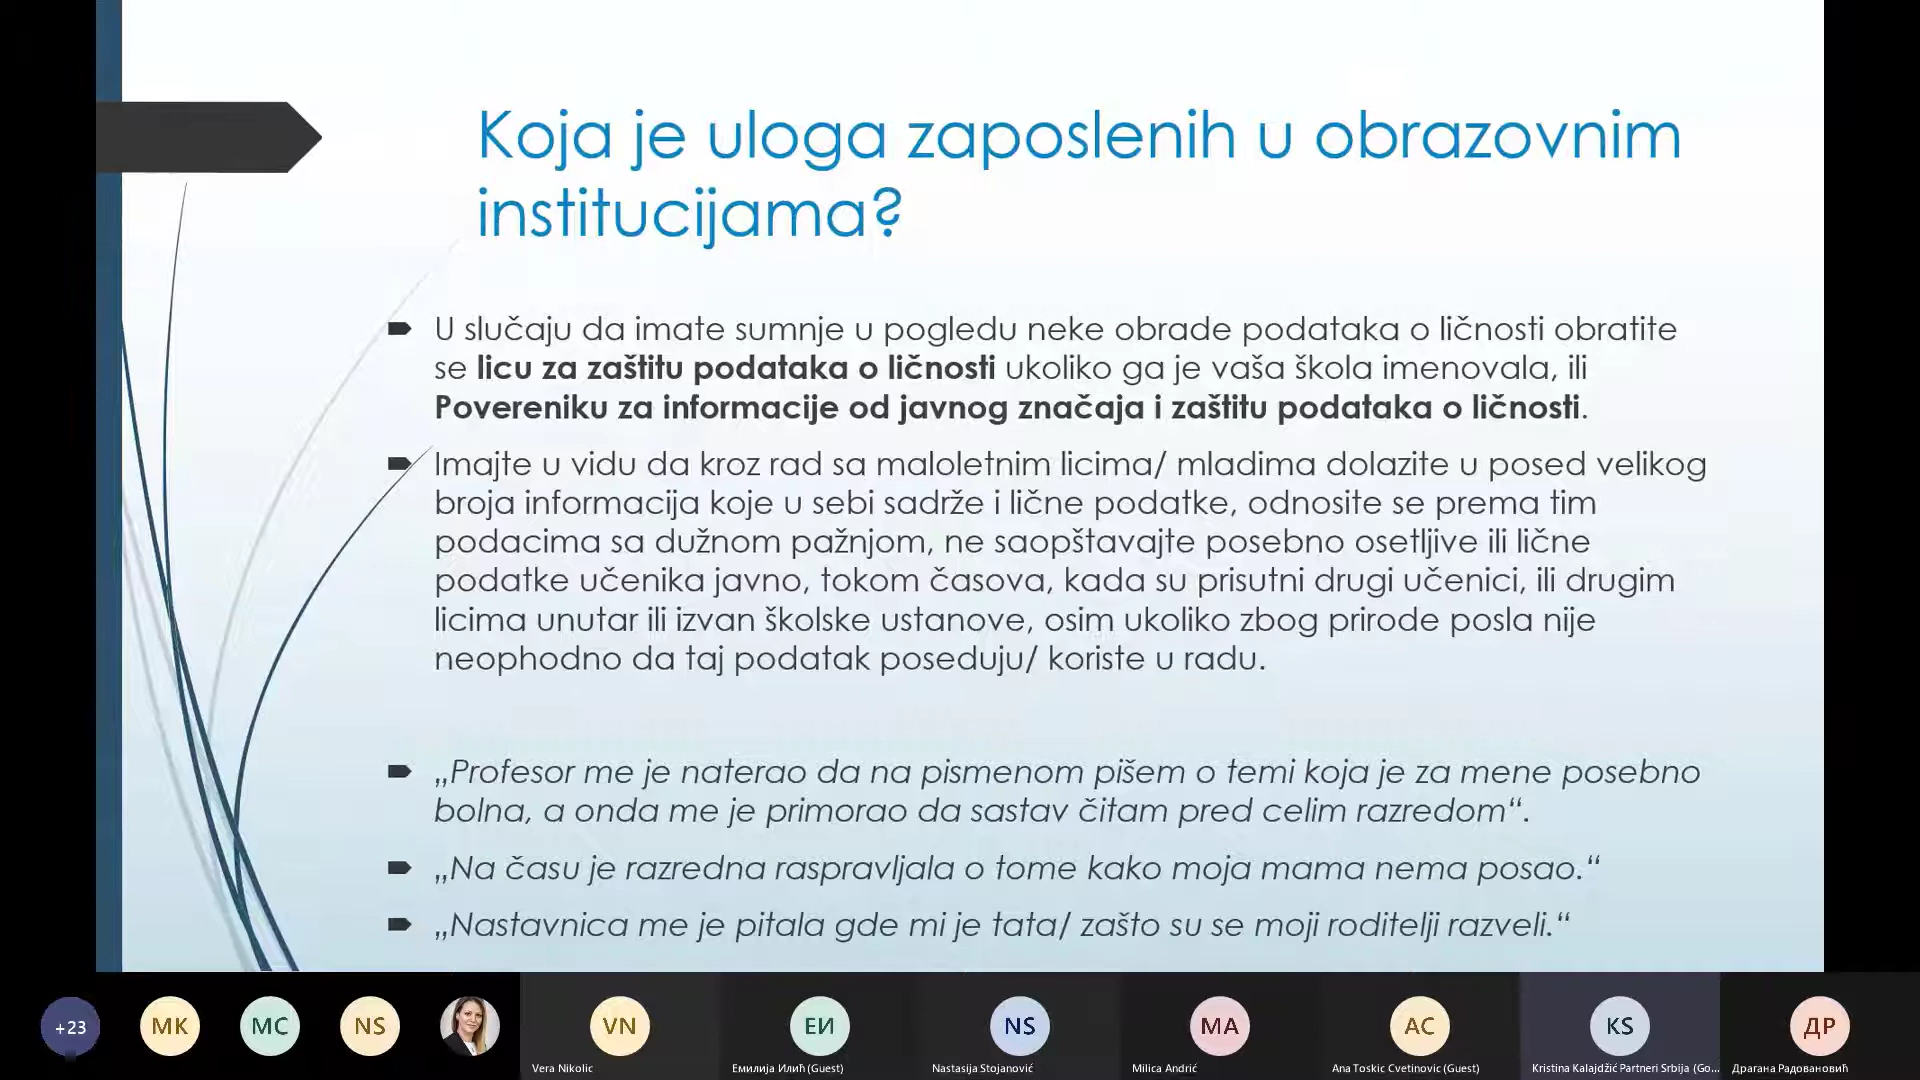 Koja je uloga zaposlenih u obrazovnim
institucijama?
U slučaju da imate sumnje u pogledu neke obrade podataka o ličnosti obratite
se licu za zaštitu podataka o ličnosti ukoliko ga je vaša škola imenovala, ili
Povereniku za informacije od javnog značaja i zaštitu podataka o ličnosti.
Imajte u vidu da kroz rad sa maloletnim licima/ mladima dolazite u posed velikog
broja informacija koje u sebi sadrže i lične podatke, odnosite se prema tim
podacima sa dužnom pažnjom, ne saopštavajte posebno osetljive ili lične
podatke učenika javno, tokom časova, kada su prisutni drugi učenici, ili drugim
licima unutar ili izvan školske ustanove, osim ukoliko zbog prirode posla nije
neophodno da taj podatak poseduju/ koriste u radu.
„Profesor me je naterao da na pismenom pišem o temi koja je za mene posebno
bolna, a onda me je primorao da sastav čitam pred celim razredom“.
„Na času je razredna raspravljala o tome kako moja mama nema posao.“
„Nastavnica me je pitala gde mi je tata/ zašto su se moji roditelji razveli.“
+23 MK MC NS VN ЕИ NS MA AC KS ДР
Vera Nikolic Емилија Илић (Guest) Nastasija Stojanović Milica Andrić Ana Toskic Cvetinovic (Guest) Kristina Kalajdžić Partneri Srbija (Go... Драгана Радовановић